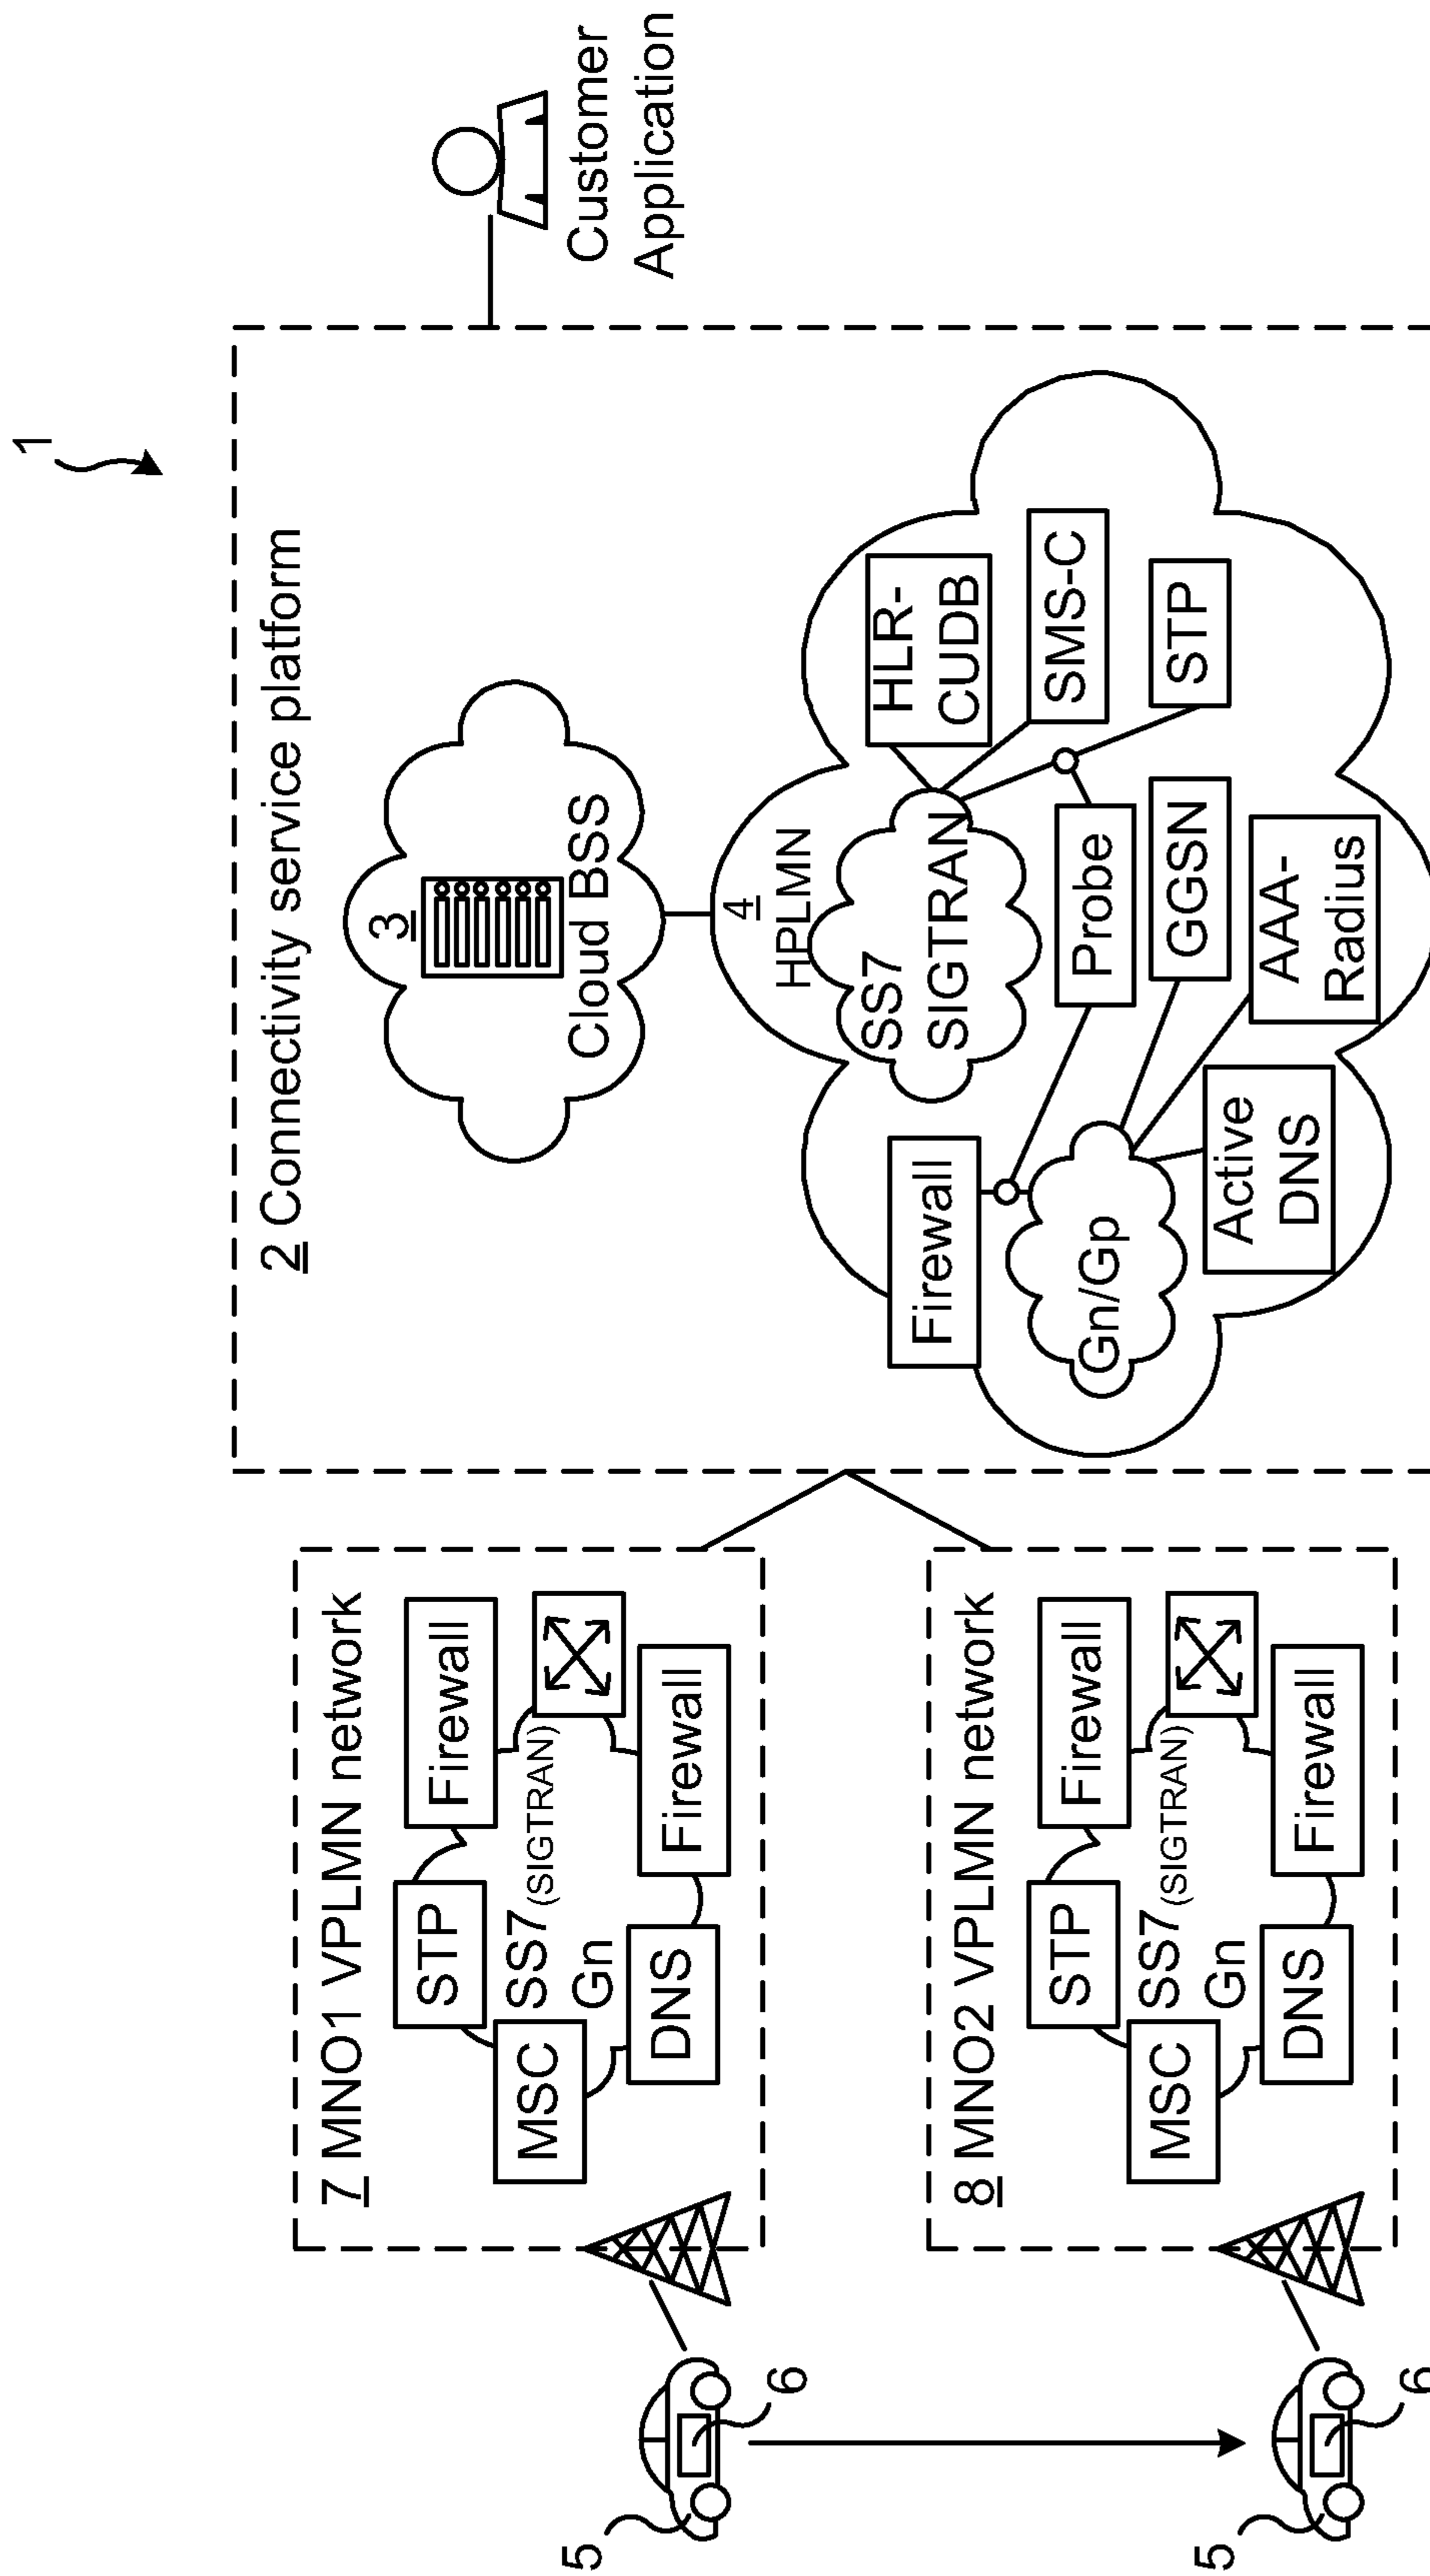 1
2 Connectivity service platform
3
Cloud BSS
Customer
Application
4
HPLMN
SS7
SIGTRAN
HLR-
CUDB
SMS-C
STP
Probe
GGSN
AAA-
Radius
Firewall
Gn/Gp
Active
DNS
7 MNO1 VPLMN network
STP
Firewall
MSC
SS7(SIGTRAN)
Gn
DNS
Firewall
5
6
8 MNO2 VPLMN network
STP
Firewall
MSC
SS7(SIGTRAN)
Gn
DNS
Firewall
5
6